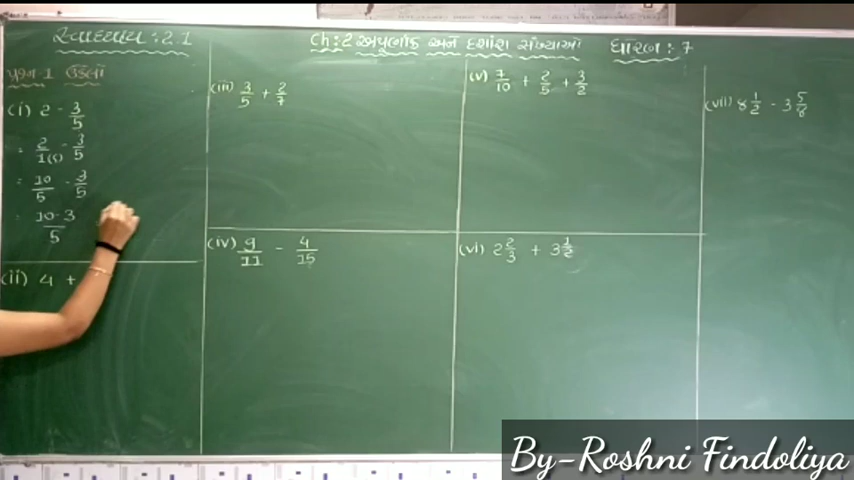 સ્વાધ્યાય : 2.1
Ch : 2 અપૂર્ણાંક અને દશાંશ સંખ્યાઓ
ધોરણ : 7
પ્રશ્ન 1 ઉકેલો
(i) 2 - 3/5
= 2/1(5) - 3/5
= 10/5 - 3/5
= 10-3/5
(ii) 4 +
(iii) 3/5 + 2/7
(iv) 9/11 - 4/15
(v) 7/10 + 2/5 + 3/2
(vi) 2 2/3 + 3 1/2
(vii) 8 1/2 - 3 5/8
By-Roshni Findoliya